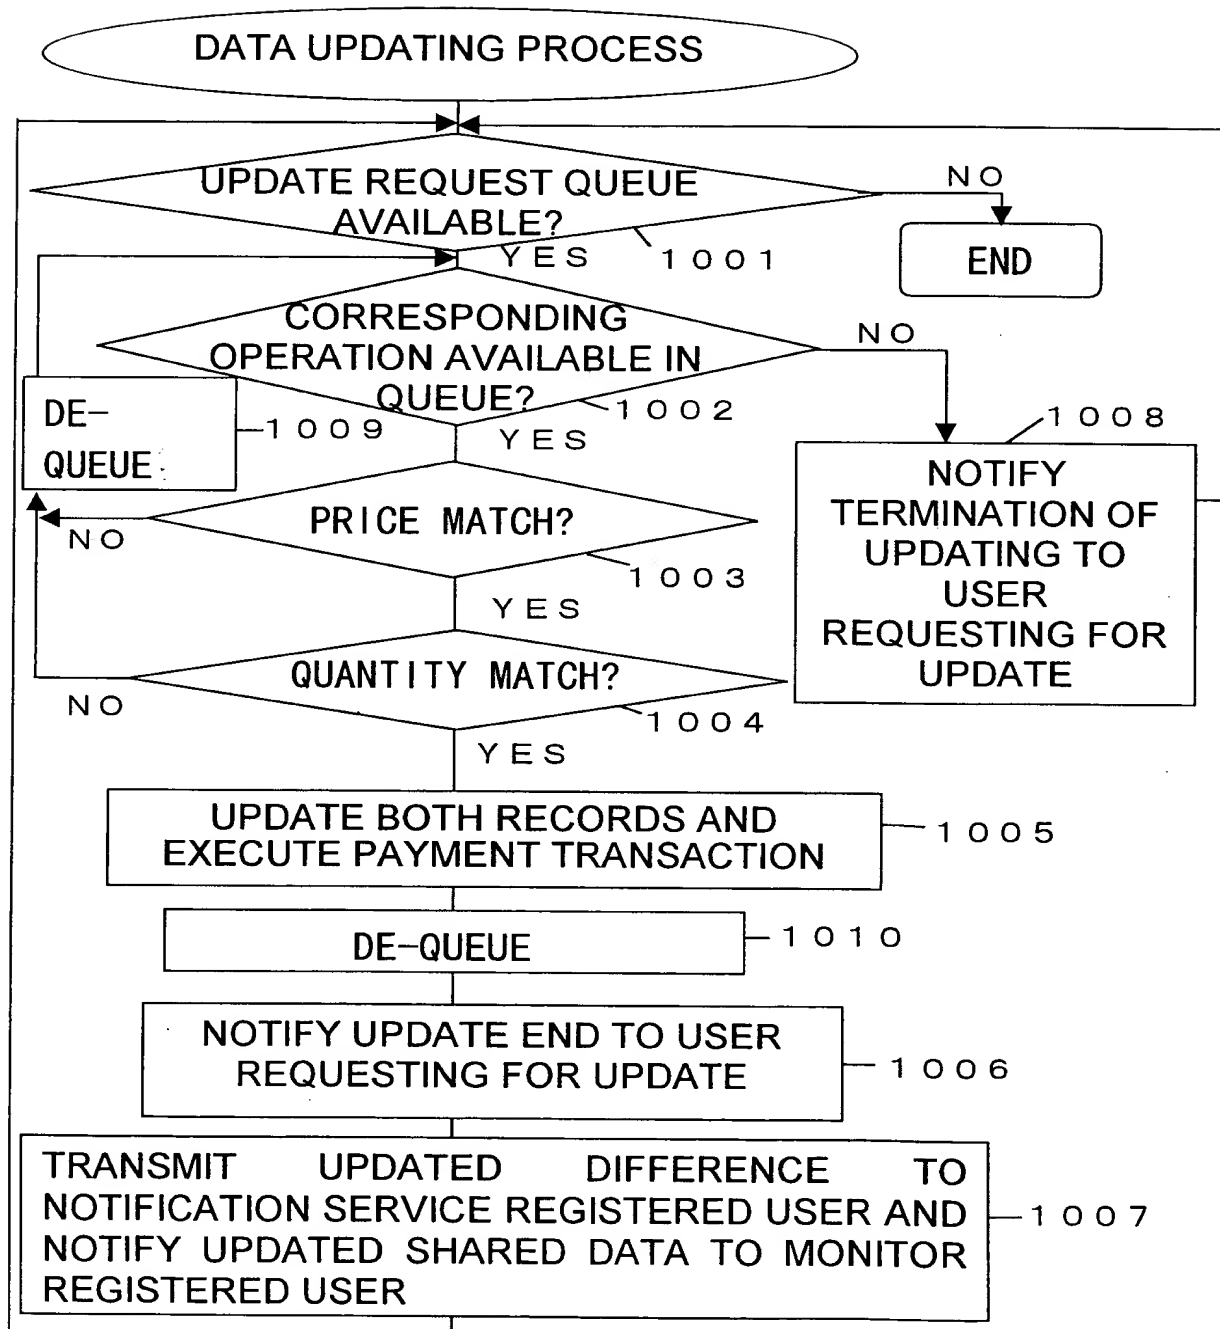 DATA UPDATING PROCESS
UPDATE REQUEST QUEUE
AVAILABLE?
NO
1001
YES
END
CORRESPONDING
OPERATION AVAILABLE IN
QUEUE?
NO
1002
YES
DE-
QUEUE
1009
1008
NOTIFY
TERMINATION OF
UPDATING TO
USER
REQUESTING FOR
UPDATE
PRICE MATCH?
NO
1003
YES
QUANTITY MATCH?
NO
1004
YES
UPDATE BOTH RECORDS AND
EXECUTE PAYMENT TRANSACTION
1005
DE-QUEUE
1010
NOTIFY UPDATE END TO USER
REQUESTING FOR UPDATE
1006
TRANSMIT UPDATED DIFFERENCE TO
NOTIFICATION SERVICE REGISTERED USER AND
NOTIFY UPDATED SHARED DATA TO MONITOR
REGISTERED USER
1007